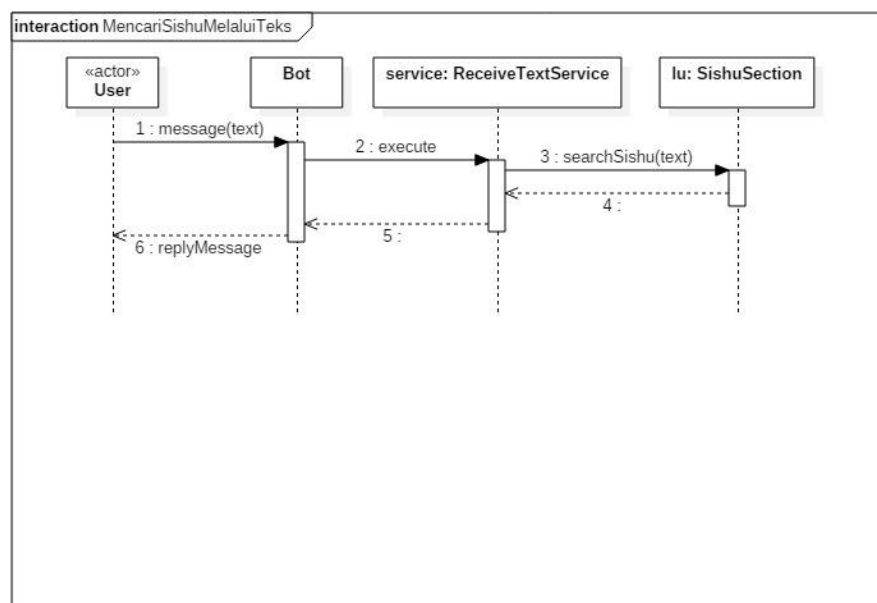 interaction MencariSishuMelaluiTeks
«actor»
User
Bot
service: ReceiveTextService
lu: SishuSection
1 : message(text)
2 : execute
3 : searchSishu(text)
4 :
5 :
6 : replyMessage